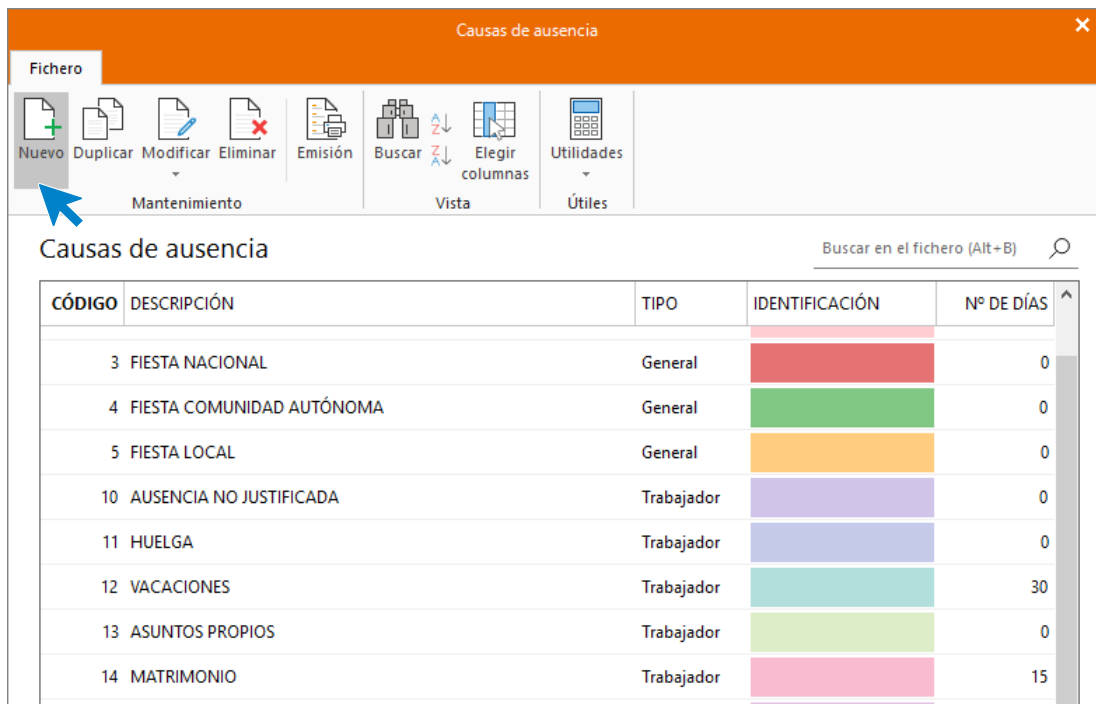 Causas de ausencia
Fichero
Nuevo Duplicar Modificar Eliminar Emisión Buscar Elegir columnas Utilidades
Mantenimiento Vista Útiles
Causas de ausencia Buscar en el fichero (Alt+B)
CÓDIGO DESCRIPCIÓN TIPO IDENTIFICACIÓN Nº DE DÍAS
3 FIESTA NACIONAL General 0
4 FIESTA COMUNIDAD AUTÓNOMA General 0
5 FIESTA LOCAL General 0
10 AUSENCIA NO JUSTIFICADA Trabajador 0
11 HUELGA Trabajador 0
12 VACACIONES Trabajador 30
13 ASUNTOS PROPIOS Trabajador 0
14 MATRIMONIO Trabajador 15